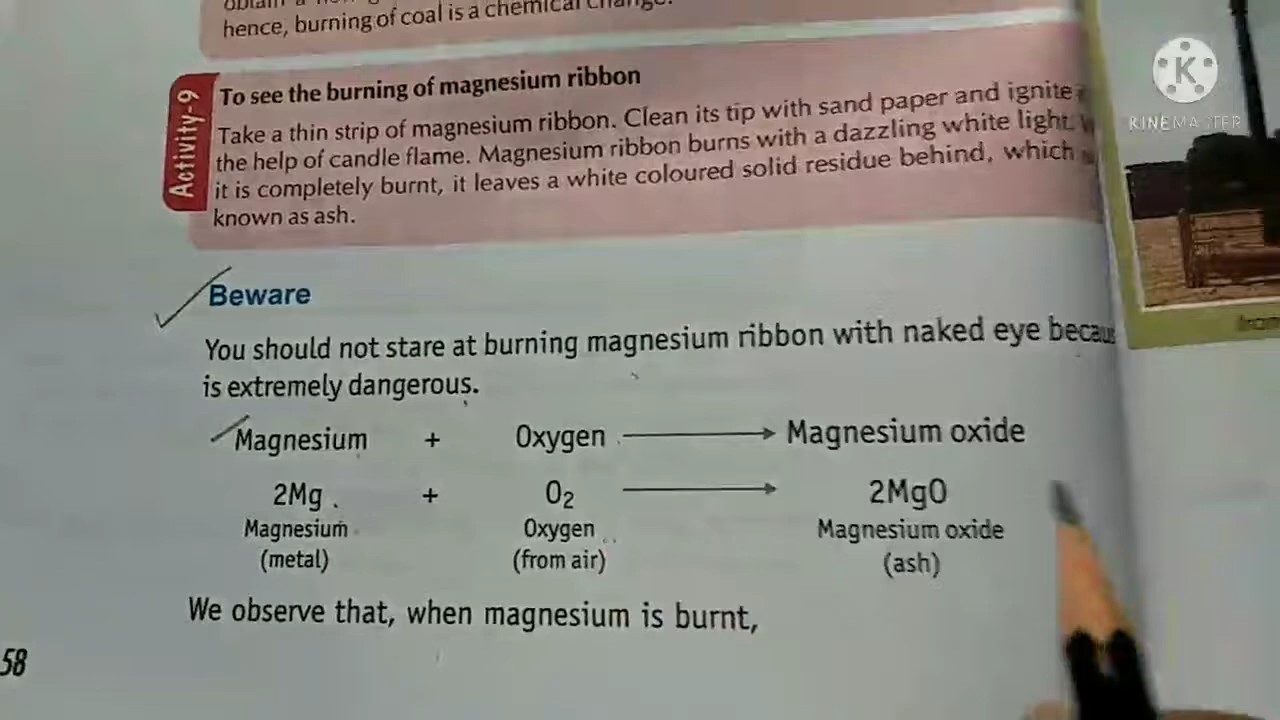 hence, burning of coal is a chemical change.
Activity-9
To see the burning of magnesium ribbon
Take a thin strip of magnesium ribbon. Clean its tip with sand paper and ignite
the help of candle flame. Magnesium ribbon burns with a dazzling white light.
it is completely burnt, it leaves a white coloured solid residue behind, which
known as ash.
KINEMASTER
Beware
You should not stare at burning magnesium ribbon with naked eye becaus
is extremely dangerous.
Magnesium + Oxygen → Magnesium oxide
2Mg + O₂ → 2MgO
Magnesium Oxygen Magnesium oxide
(metal) (from air) (ash)
We observe that, when magnesium is burnt,
58